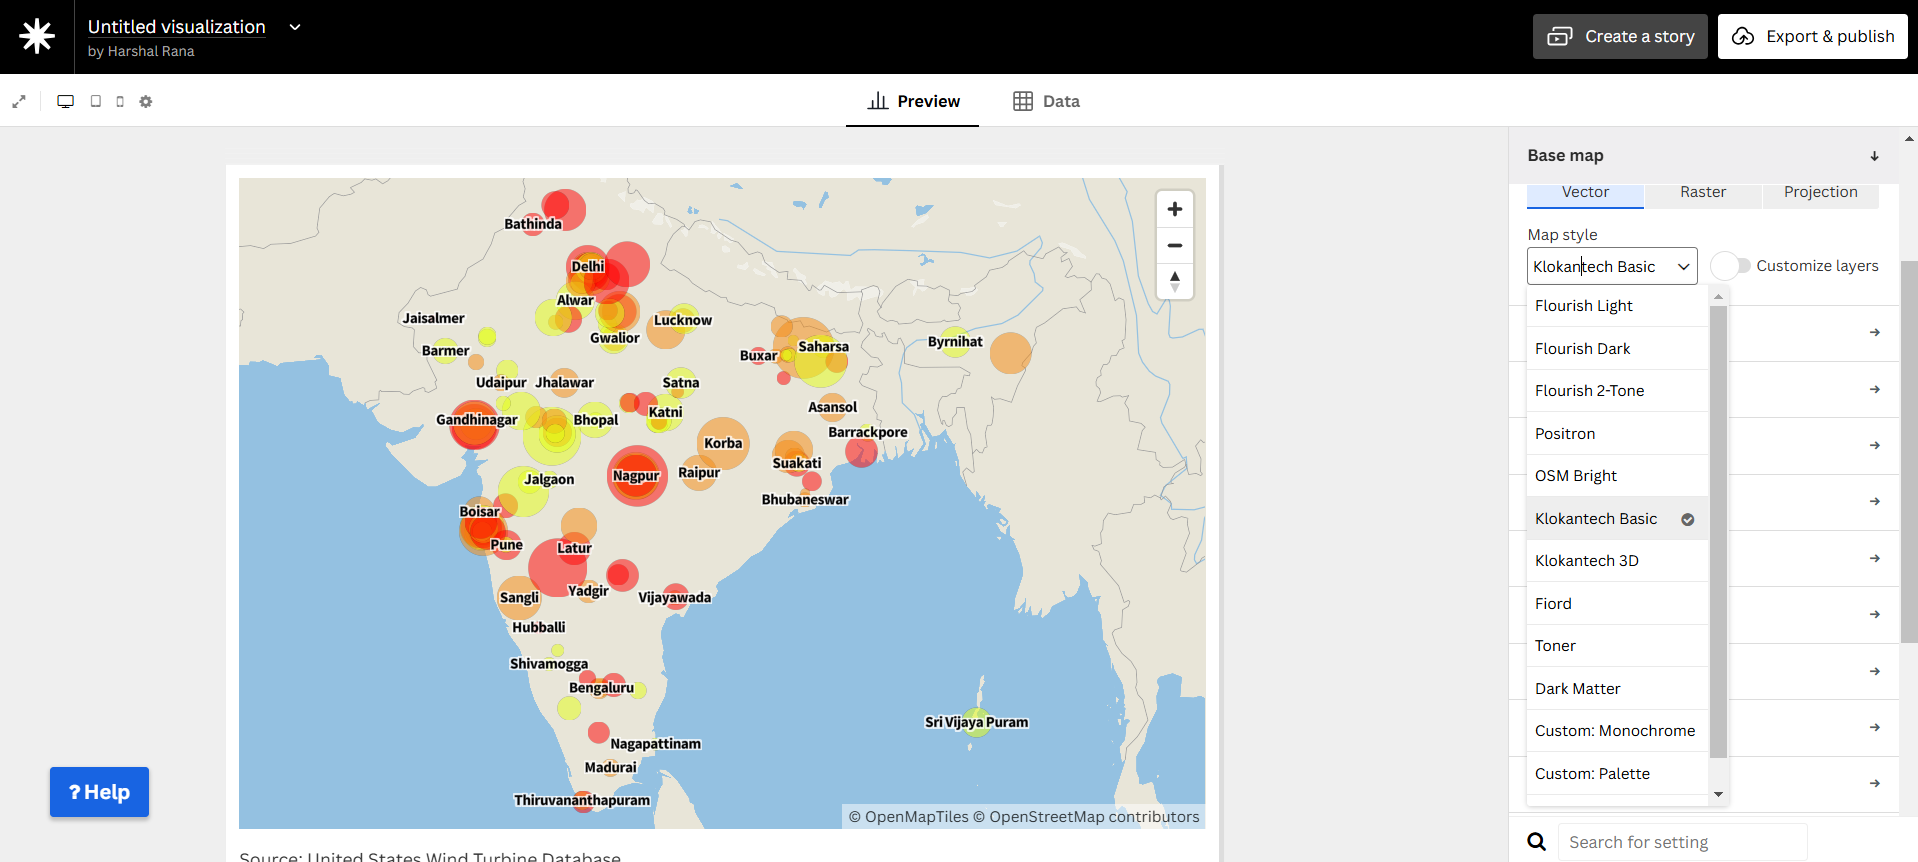 Untitled visualization
by Harshal Rana
Create a story
Export & publish
Preview
Data
Base map
Vector
Raster
Projection
Map style
Klokantech Basic
Customize layers
Flourish Light
Flourish Dark
Flourish 2-Tone
Positron
OSM Bright
Klokantech Basic
Klokantech 3D
Fiord
Toner
Dark Matter
Custom: Monochrome
Custom: Palette
Search for setting
Bathinda
Delhi
Alwar
Jaisalmer
Lucknow
Gwalior
Barmer
Buxar
Saharsa
Byrnihat
Udaipur
Jhalawar
Satna
Gandhinagar
Bhopal
Katni
Asansol
Barrackpore
Korba
Suakati
Nagpur
Raipur
Jalgaon
Bhubaneswar
Boisar
Pune
Latur
Sangli
Yadgir
Vijayawada
Hubballi
Shivamogga
Bengaluru
Sri Vijaya Puram
Nagapattinam
Madurai
Thiruvananthapuram
© OpenMapTiles © OpenStreetMap contributors
? Help
Source: United States Wind Turbine Database